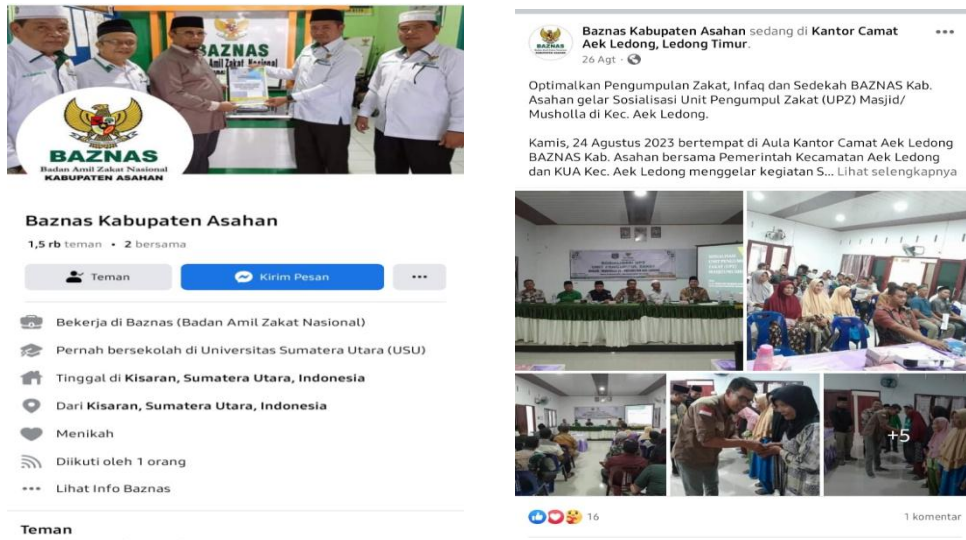 BAZNAS
Amil Zakat Nasional
BAZNAS
Badan Amil Zakat Nasional
KABUPATEN ASAHAN
Baznas Kabupaten Asahan
1,5 rb teman • 2 bersama
Teman
Kirim Pesan
Bekerja di Baznas (Badan Amil Zakat Nasional)
Pernah bersekolah di Universitas Sumatera Utara (USU)
Tinggal di Kisaran, Sumatera Utara, Indonesia
Dari Kisaran, Sumatera Utara, Indonesia
Menikah
Diikuti oleh 1 orang
Lihat Info Baznas
Teman
BAZNAS
Baznas Kabupaten Asahan sedang di Kantor Camat
Aek Ledong, Ledong Timur.
26 Agt
Optimalkan Pengumpulan Zakat, Infaq dan Sedekah BAZNAS Kab.
Asahan gelar Sosialisasi Unit Pengumpul Zakat (UPZ) Masjid/
Musholla di Kec. Aek Ledong.
Kamis, 24 Agustus 2023 bertempat di Aula Kantor Camat Aek Ledong
BAZNAS Kab. Asahan bersama Pemerintah Kecamatan Aek Ledong
dan KUA Kec. Aek Ledong menggelar kegiatan S... Lihat selengkapnya
+5
16
1 komentar